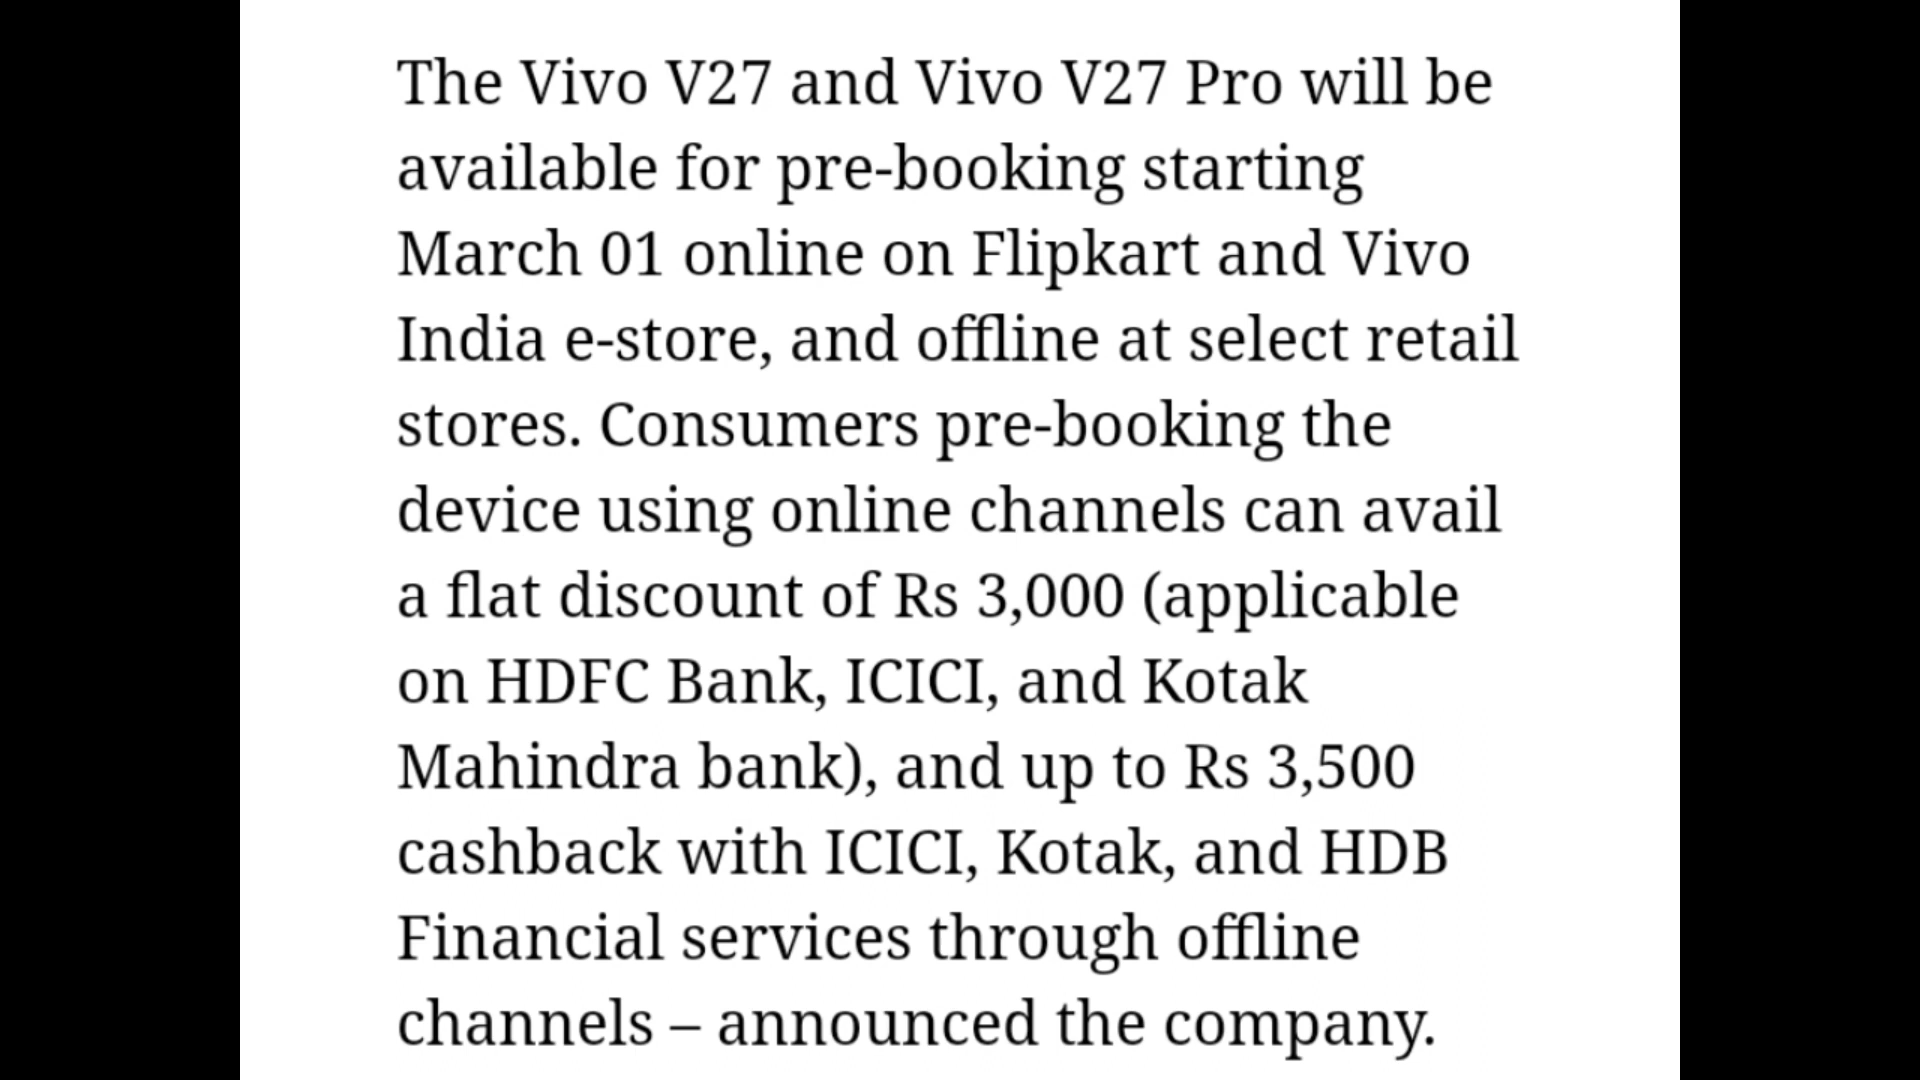 The Vivo V27 and Vivo V27 Pro will be
available for pre-booking starting
March 01 online on Flipkart and Vivo
India e-store, and offline at select retail
stores. Consumers pre-booking the
device using online channels can avail
a flat discount of Rs 3,000 (applicable
on HDFC Bank, ICICI, and Kotak
Mahindra bank), and up to Rs 3,500
cashback with ICICI, Kotak, and HDB
Financial services through offline
channels – announced the company.